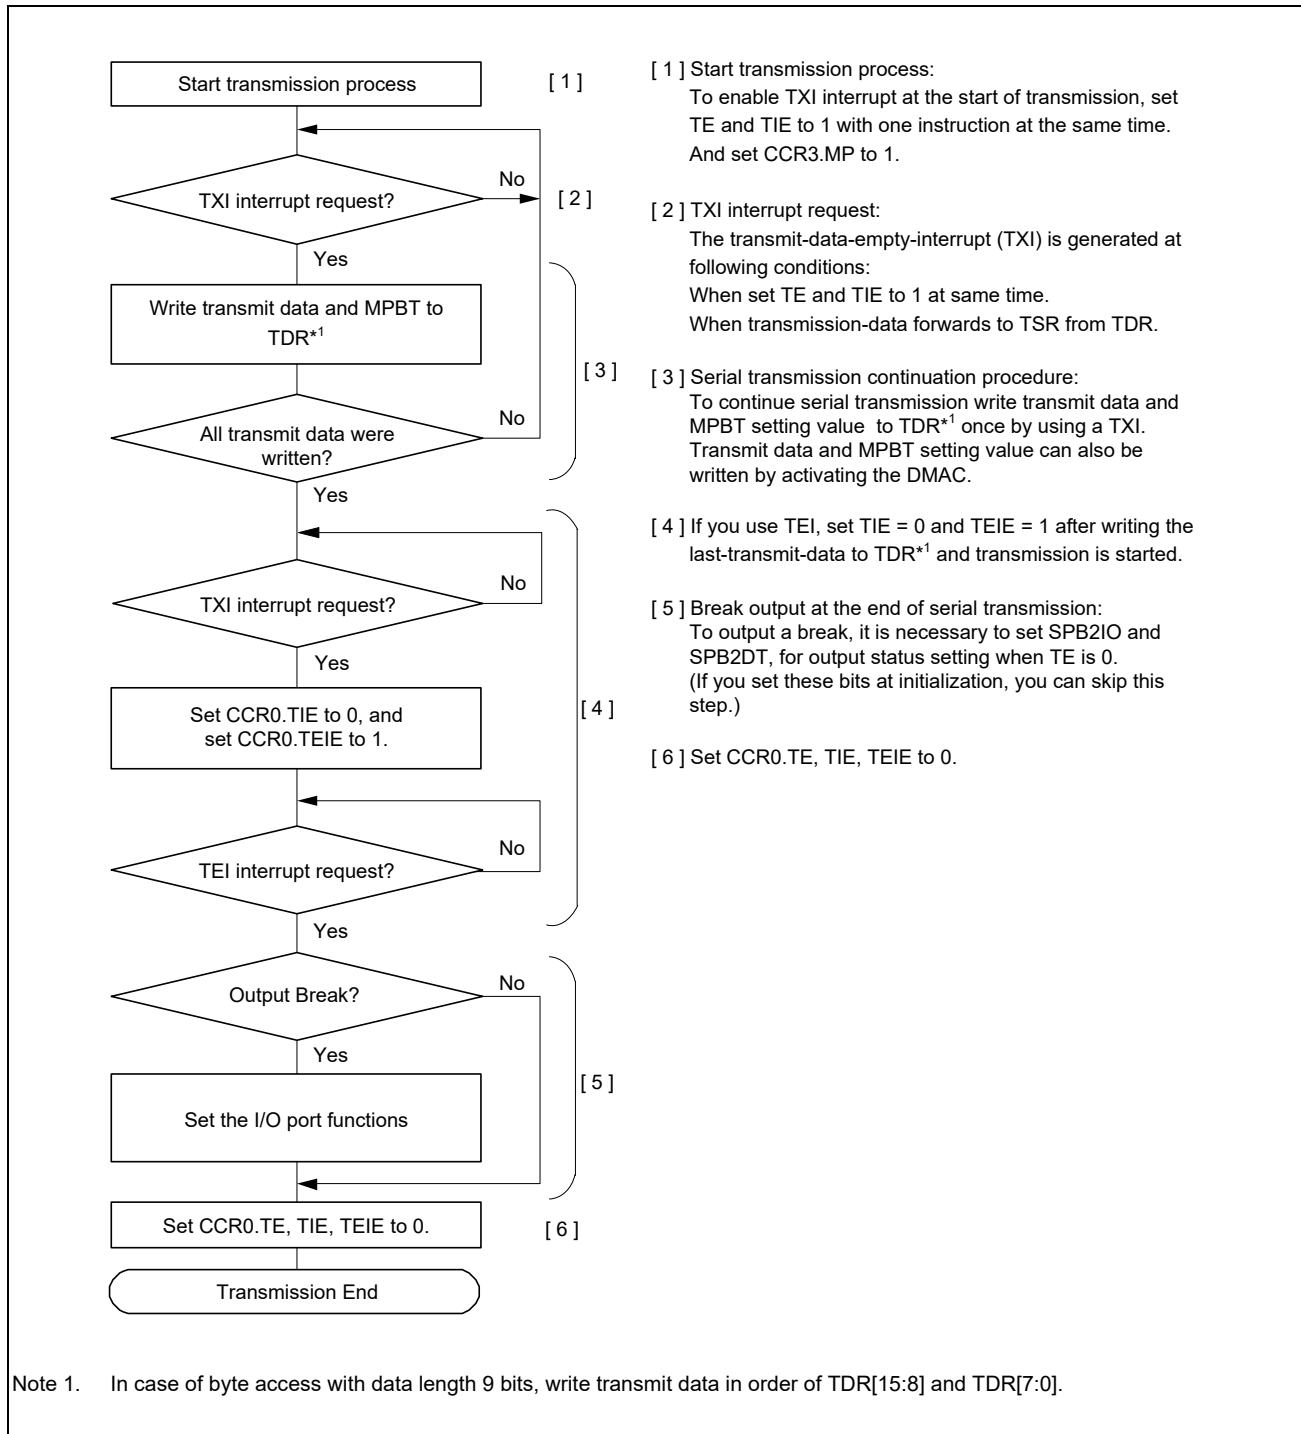 Start transmission process
[ 1 ]
TXI interrupt request?
No
[ 2 ]
Yes
Write transmit data and MPBT to
TDR*1
[ 3 ]
All transmit data were
written?
No
Yes
TXI interrupt request?
No
Yes
Set CCR0.TIE to 0, and
set CCR0.TEIE to 1.
[ 4 ]
TEI interrupt request?
No
Yes
Output Break?
No
Yes
Set the I/O port functions
[ 5 ]
Set CCR0.TE, TIE, TEIE to 0.
[ 6 ]
Transmission End
[ 1 ] Start transmission process:
To enable TXI interrupt at the start of transmission, set
TE and TIE to 1 with one instruction at the same time.
And set CCR3.MP to 1.
[ 2 ] TXI interrupt request:
The transmit-data-empty-interrupt (TXI) is generated at
following conditions:
When set TE and TIE to 1 at same time.
When transmission-data forwards to TSR from TDR.
[ 3 ] Serial transmission continuation procedure:
To continue serial transmission write transmit data and
MPBT setting value to TDR*1 once by using a TXI.
Transmit data and MPBT setting value can also be
written by activating the DMAC.
[ 4 ] If you use TEI, set TIE = 0 and TEIE = 1 after writing the
last-transmit-data to TDR*1 and transmission is started.
[ 5 ] Break output at the end of serial transmission:
To output a break, it is necessary to set SPB2IO and
SPB2DT, for output status setting when TE is 0.
(If you set these bits at initialization, you can skip this
step.)
[ 6 ] Set CCR0.TE, TIE, TEIE to 0.
Note 1. In case of byte access with data length 9 bits, write transmit data in order of TDR[15:8] and TDR[7:0].